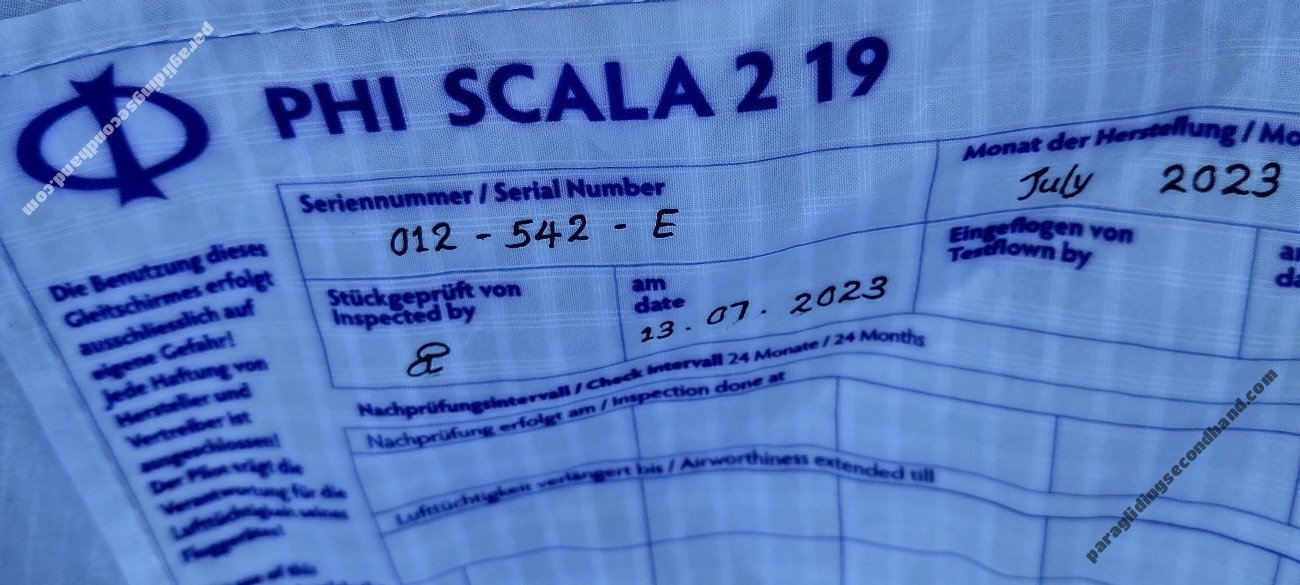 paraglidingsecondhand.com
PHI SCALA 2 19
Seriennummer / Serial Number
012 - 542 - E
Monat der Herstellung / Mo
July 2023
Stückgeprüft von
Inspected by
am
date
13.07.2023
Eingeflogen von
Testflown by
Nachprüfungsintervall / Check intervall 24 Monate / 24 Months
Nachprüfung erfolgt am / Inspection done at
Lufttüchtigkeit verlängert bis / Airworthiness extended till
Die Benutzung dieses
Gleitschirmes erfolgt
ausschliesslich auf
eigene Gefahr!
Jede Haftung von
Hersteller und
Vertreiber ist
ausgeschlossen!
Der Pilot trägt die
Verantwortung für die
Lufttüchtigkeit seines
Fluggerätes!
of this
paraglidingsecondhand.com